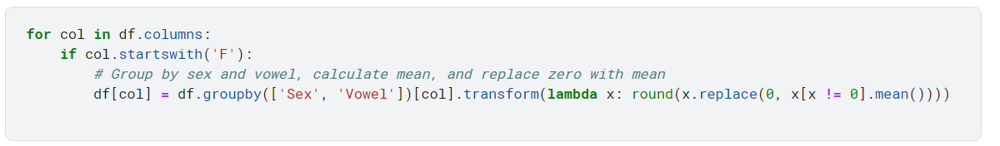 for col in df.columns:
    if col.startswith('F'):
        # Group by sex and vowel, calculate mean, and replace zero with mean
        df[col] = df.groupby(['Sex', 'Vowel'])[col].transform(lambda x: round(x.replace(0, x[x != 0].mean())))